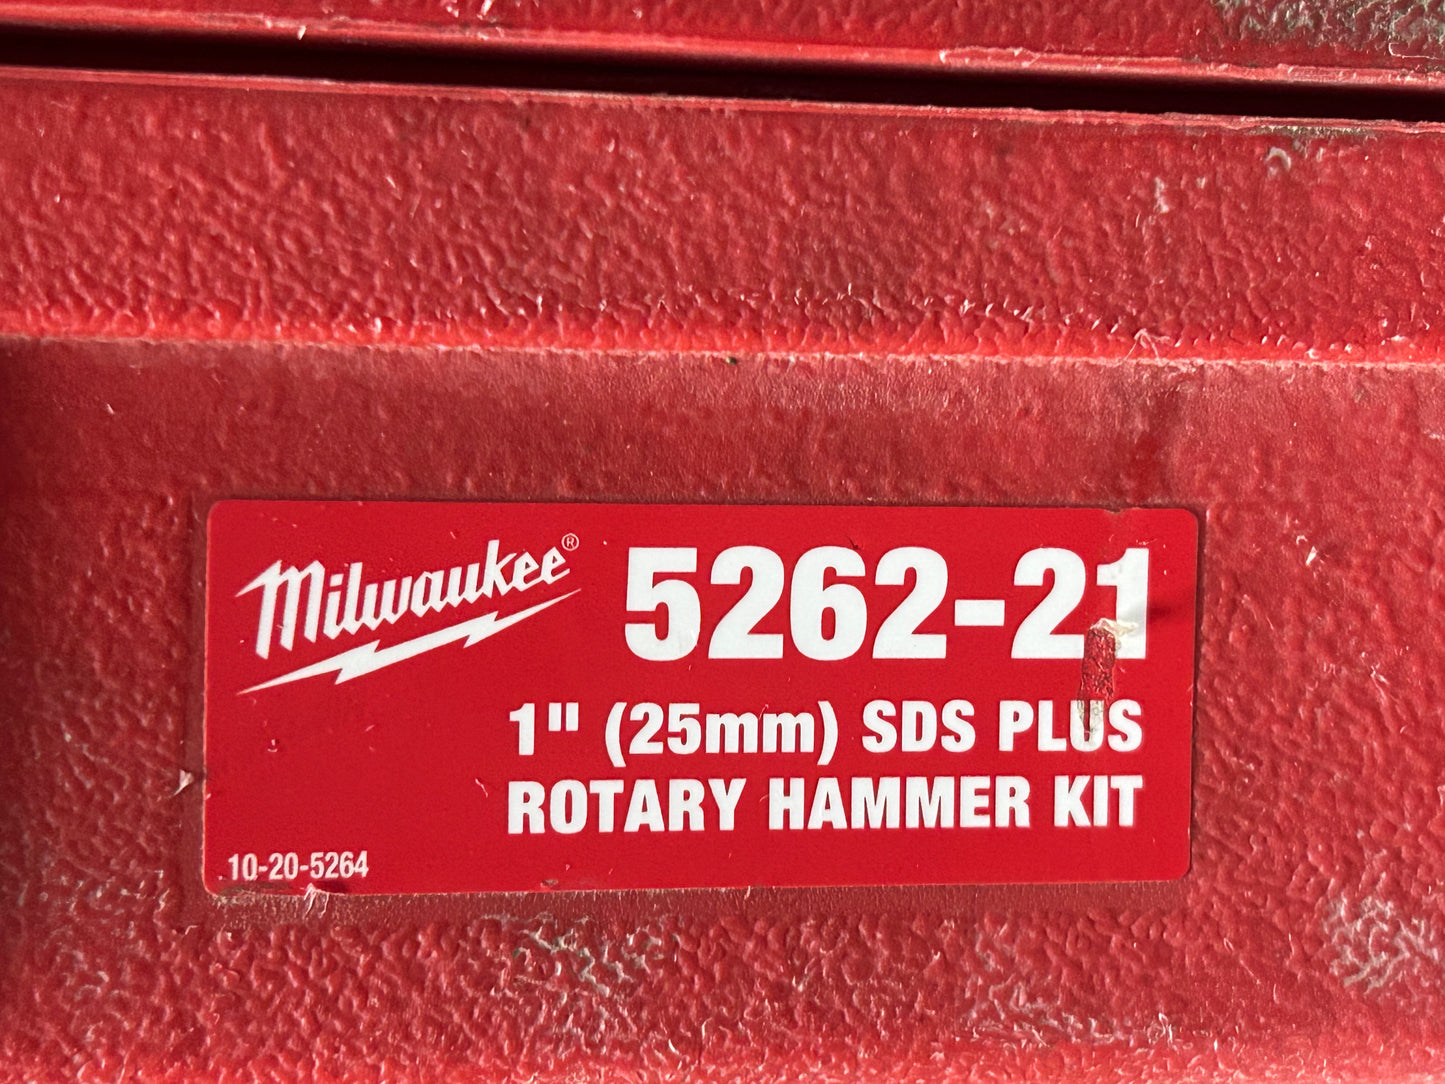 Milwaukee®
5262-21
1" (25mm) SDS PLUS
ROTARY HAMMER KIT
10-20-5264